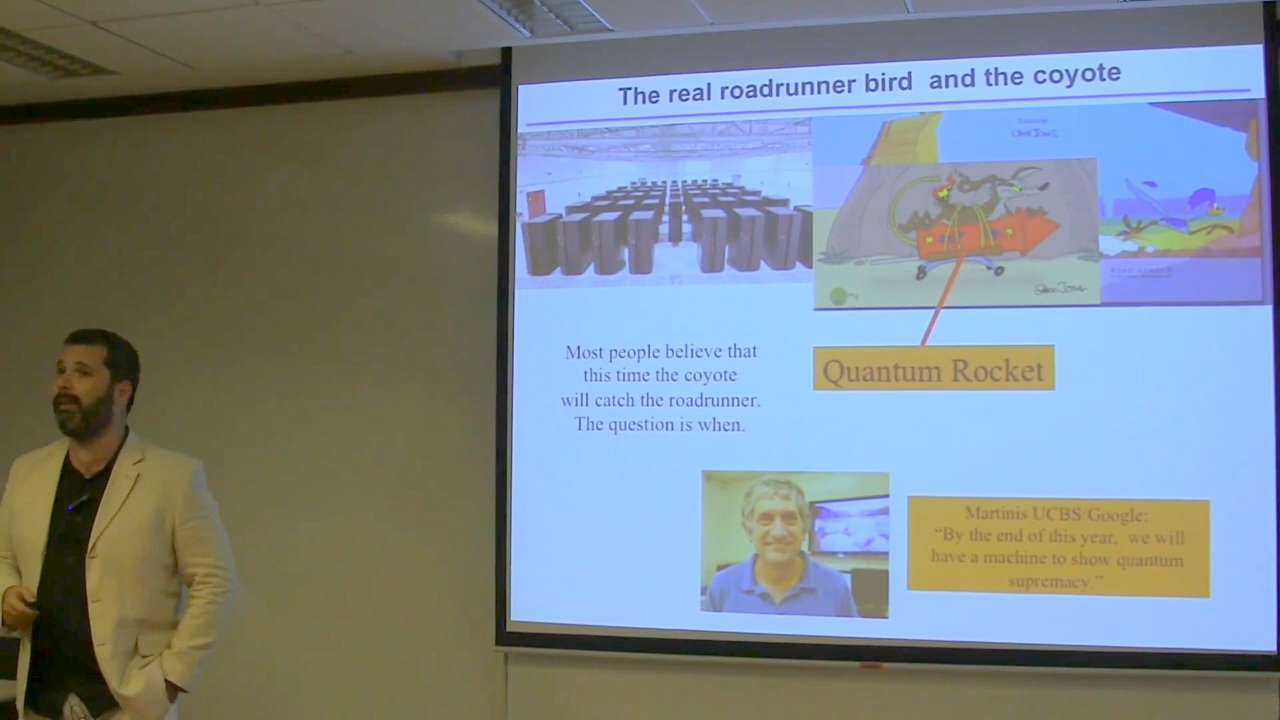 The real roadrunner bird and the coyote
Most people believe that
this time the coyote
will catch the roadrunner.
The question is when.
Quantum Rocket
Martinis UCBS/Google:
“By the end of this year, we will
have a machine to show quantum
supremacy.”